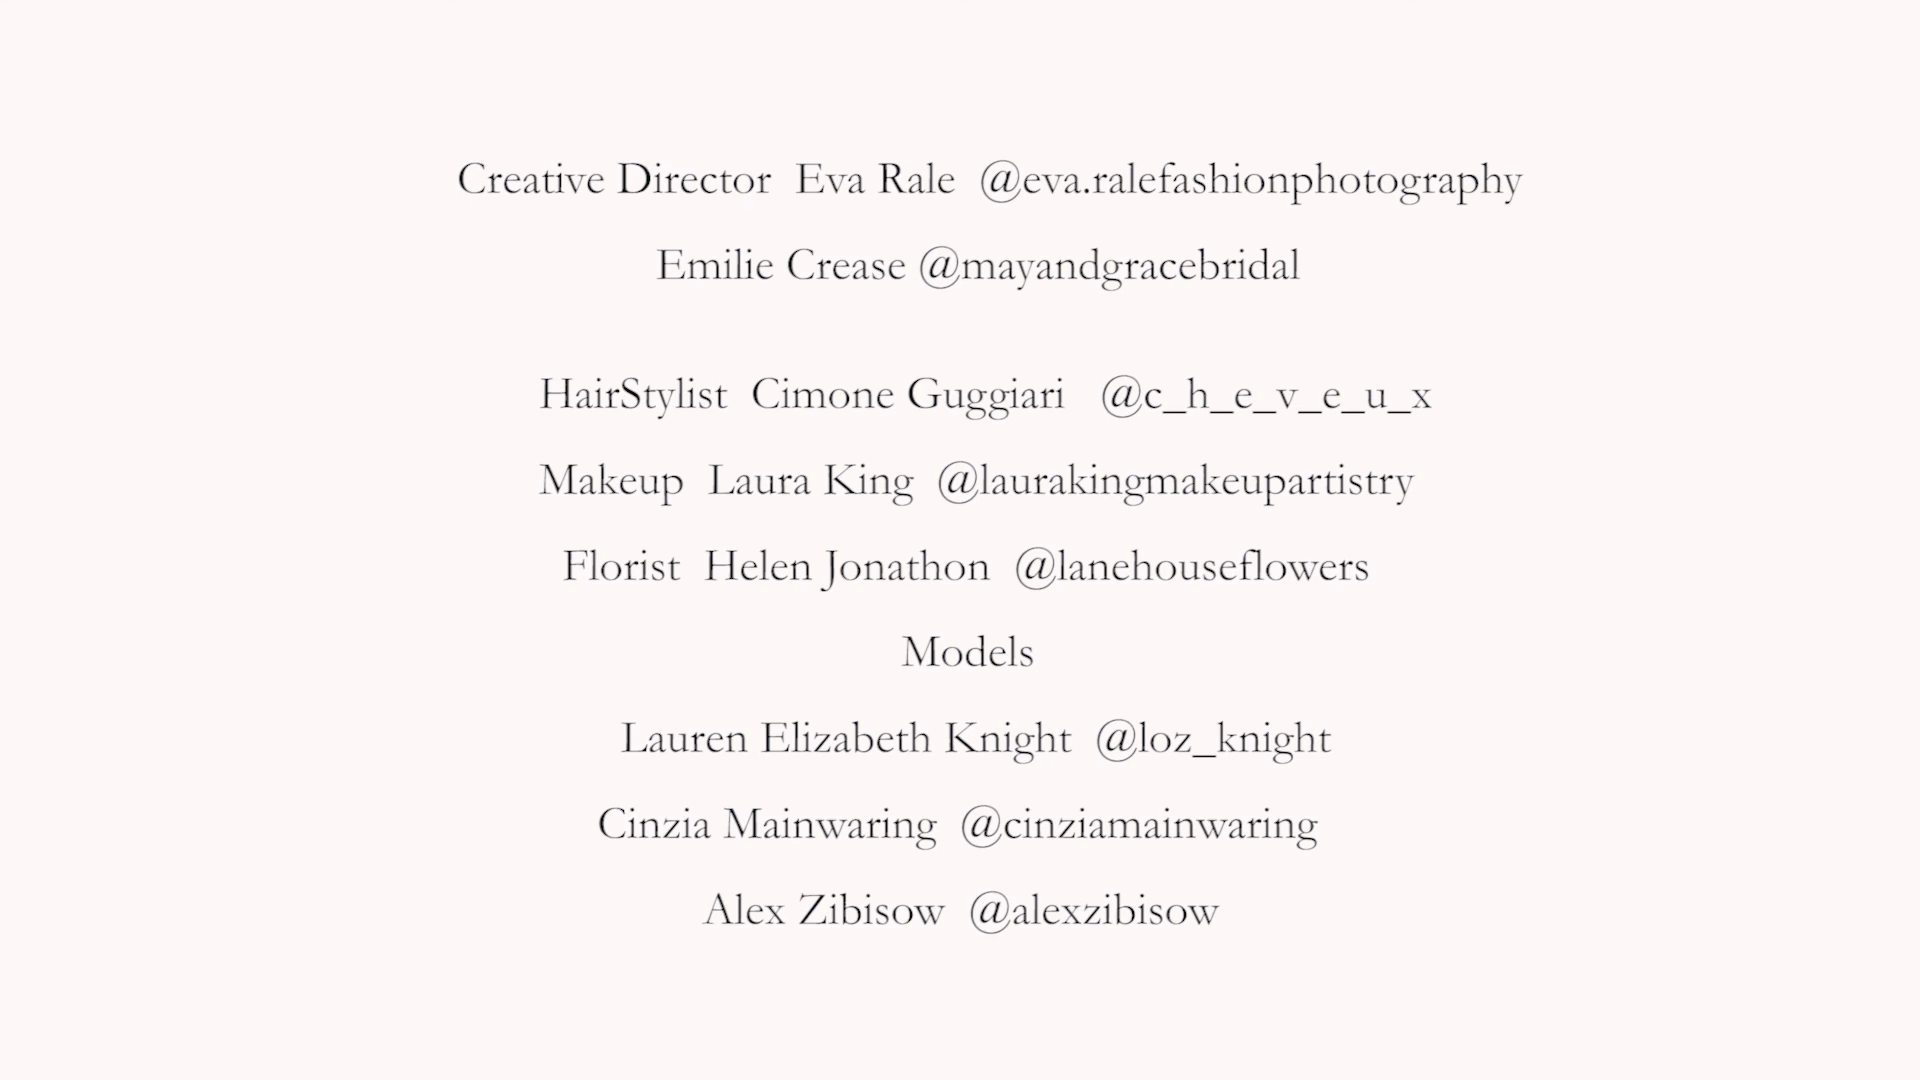 Creative Director  Eva Rale  @eva.ralefashionphotography
Emilie Crease @mayandgracebridal
HairStylist  Cimone Guggiari   @c_h_e_v_e_u_x
Makeup  Laura King  @laurakingmakeupartistry
Florist  Helen Jonathon  @lanehouseflowers
Models
Lauren Elizabeth Knight  @loz_knight
Cinzia Mainwaring  @cinziamainwaring
Alex Zibisow  @alexzibisow